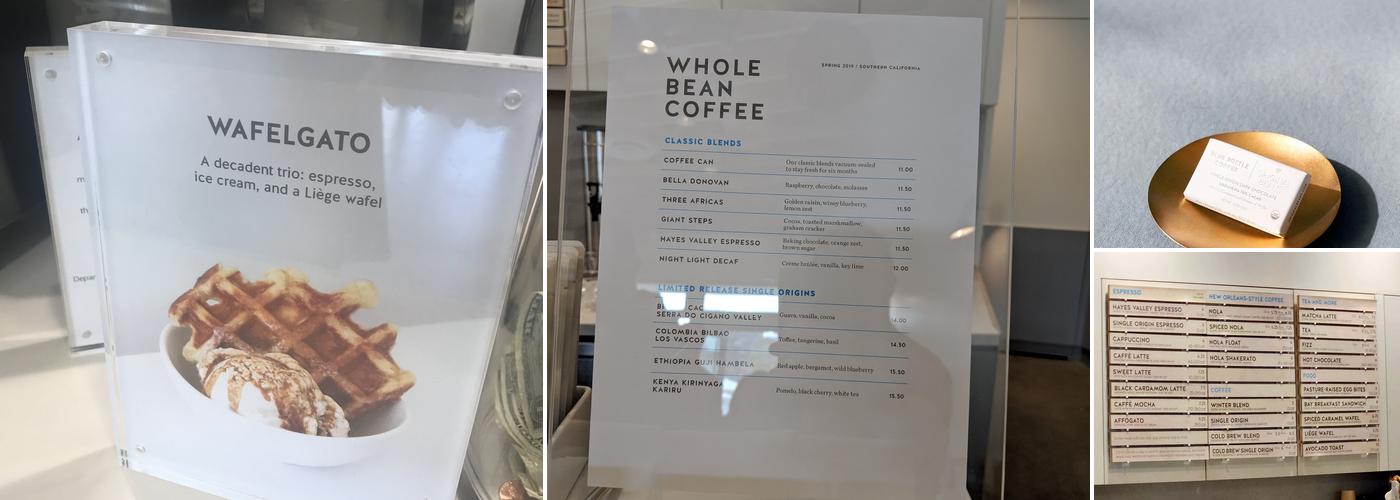 WAFELGATO
A decadent trio: espresso,
ice cream, and a Liège wafel
Depar
WHOLE
BEAN
COFFEE
SPRING 2019 / SOUTHERN CALIFORNIA
CLASSIC BLENDS
COFFEE CAN Our classic blends vacuum-sealed
to stay fresh for six months 11.00
BELLA DONOVAN Raspberry, chocolate, molasses 11.50
THREE AFRICAS Golden raisin, winey blueberry,
lemon zest 11.50
GIANT STEPS Cocoa, toasted marshmallow,
graham cracker 11.50
HAYES VALLEY ESPRESSO Baking chocolate, orange zest,
brown sugar 11.50
NIGHT LIGHT DECAF Crème brûlée, vanilla, key lime 12.00
LIMITED RELEASE SINGLE ORIGINS
SERRA DO CIGANO VALLEY Guava, vanilla, cocoa 14.00
COLOMBIA BILBAO
LOS VASCOS Toffee, tangerine, basil 14.50
ETHIOPIA GUJI HAMBELA Red apple, bergamot, wild blueberry 15.50
KENYA KIRINYAGA
KARIRU Pomelo, black cherry, white tea 15.50
BLUE BOTTLE
COFFEE
SINGLE ORIGIN DARK CHOCOLATE
ESPRESSO
HAYES VALLEY ESPRESSO
SINGLE ORIGIN ESPRESSO
CAPPUCCINO
CAFFÈ LATTE
SWEET LATTE
BLACK CARDAMOM LATTE
CAFFÈ MOCHA
AFFOGATO
NEW ORLEANS-STYLE COFFEE
NOLA
SPICED NOLA
NOLA FLOAT
NOLA SHAKERATO
COFFEE
WINTER BLEND
SINGLE ORIGIN
COLD BREW BLEND
COLD BREW SINGLE ORIGIN
TEA AND MORE
MATCHA LATTE
TEA
FIZZ
HOT CHOCOLATE
FOOD
PASTURE-RAISED EGG BITES
BAY BREAKFAST SANDWICH
SPICED CARAMEL WAFEL
LIÈGE WAFEL
AVOCADO TOAST